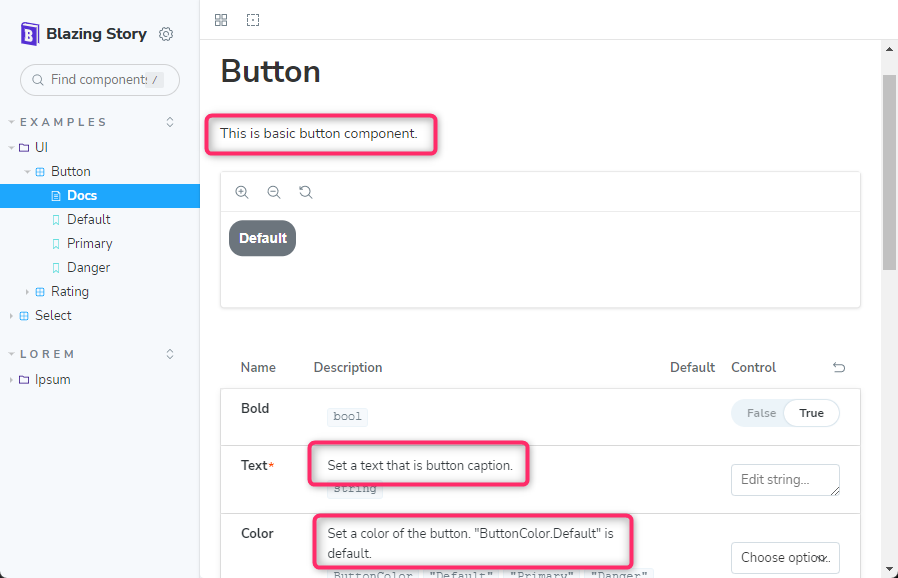 Blazing Story
Find components
/
EXAMPLES
UI
Button
Docs
Default
Primary
Danger
Rating
Select
LOREM
Ipsum
Button
This is basic button component.
Default
Name Description Default Control
Bold
bool
False True
Text*
Set a text that is button caption.
string
Edit string...
Color
Set a color of the button. "ButtonColor.Default" is
default.
Choose option...
ButtonColor "Default" "Primary" "Danger"